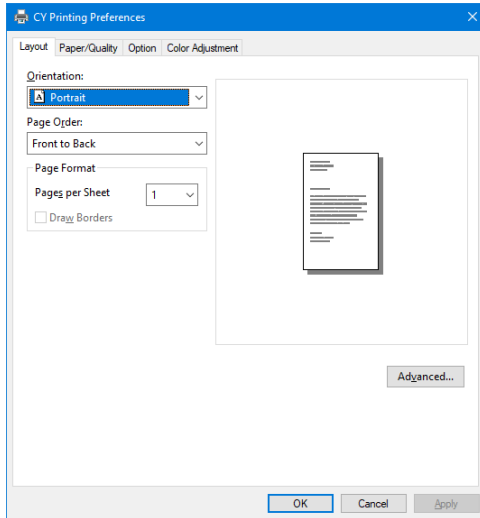 CY Printing Preferences
Layout Paper/Quality Option Color Adjustment
Orientation:
A Portrait
Page Order:
Front to Back
Page Format
Pages per Sheet 1
Draw Borders
Advanced...
OK Cancel Apply